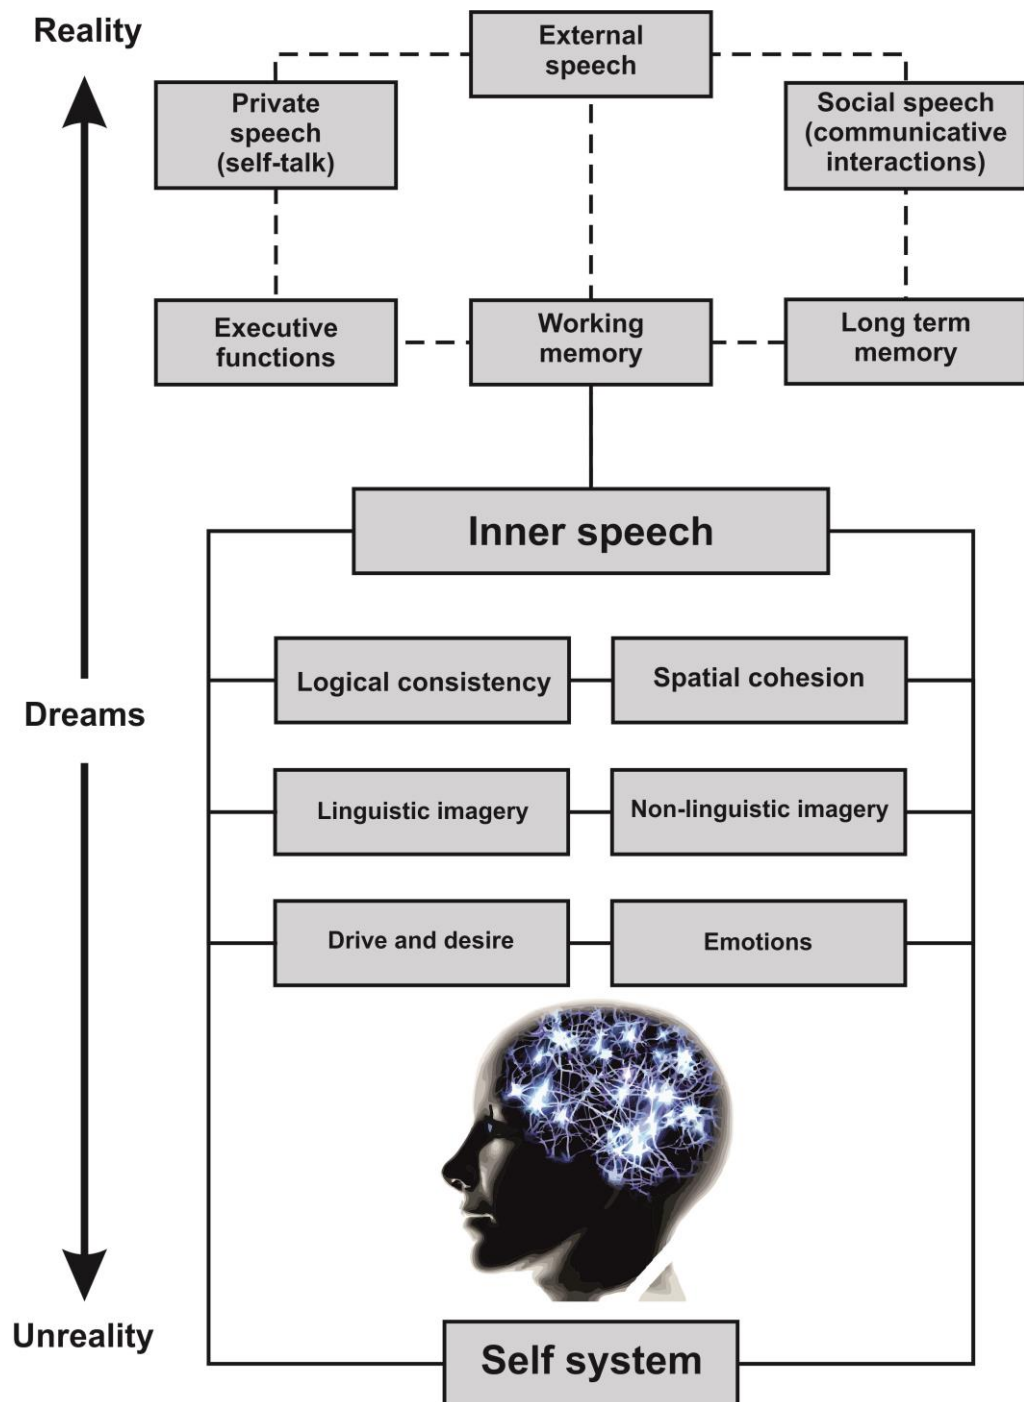 Reality
External
speech
Private
speech
(self-talk)
Social speech
(communicative
interactions)
Executive
functions
Working
memory
Long term
memory
Inner speech
Logical consistency
Spatial cohesion
Dreams
Linguistic imagery
Non-linguistic imagery
Drive and desire
Emotions
Unreality
Self system